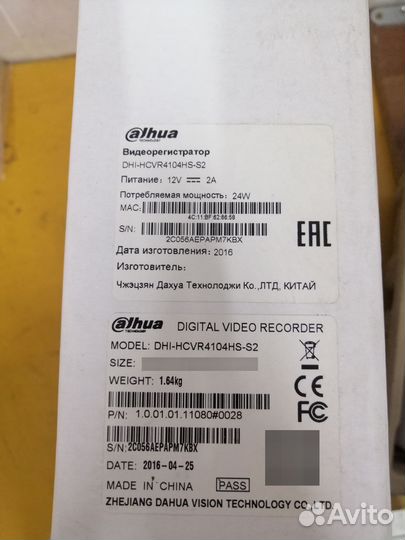 alhua
TECHNOLOGY
Видеорегистратор
DHI-HCVR4104HS-S2
Питание: 12V 2A
Потребляемая мощность: 24W
MAC:
4C:11:BF:62:86:58
S/N:
2C056AEPAPM7KBX
Дата изготовления: 2016
Изготовитель:
Чжэцзян Дахуа Технолоджи Ко.,ЛТД, КИТАЙ
EAC
alhua
TECHNOLOGY
DIGITAL VIDEO RECORDER
MODEL: DHI-HCVR4104HS-S2
SIZE:
WEIGHT: 1.64kg
P/N: 1.0.01.01.11080#0028
S/N: 2C056AEPAPM7KBX
DATE: 2016-04-25
MADE IN CHINA PASS
ZHEJIANG DAHUA VISION TECHNOLOGY CO., LTD.
CE
FC
Avito